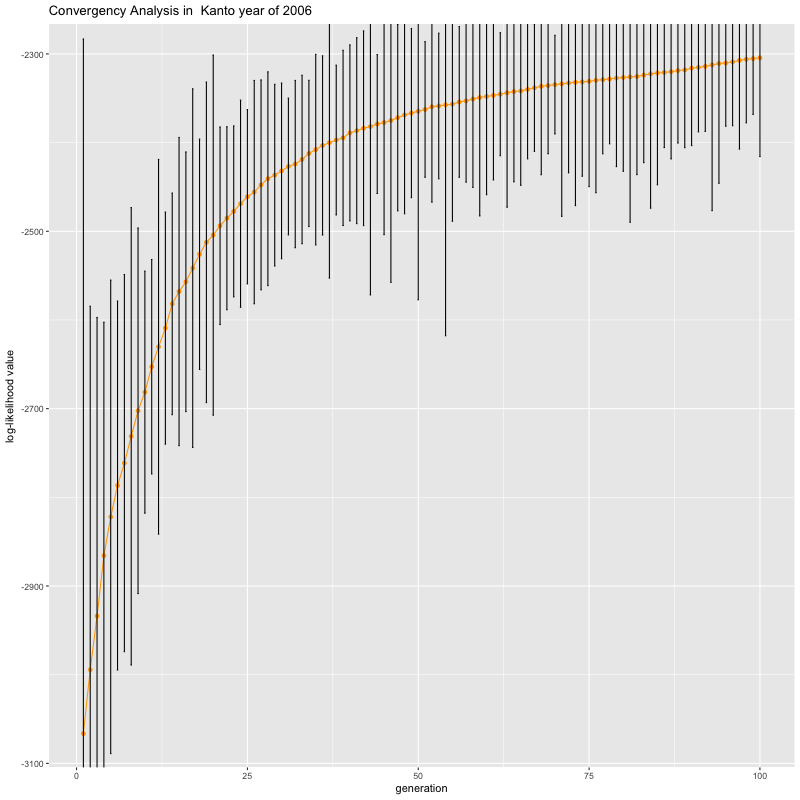 Convergency Analysis in  Kanto year of 2006
log-likelihood value
-2300
-2500
-2700
-2900
-3100
0 25 50 75 100
generation